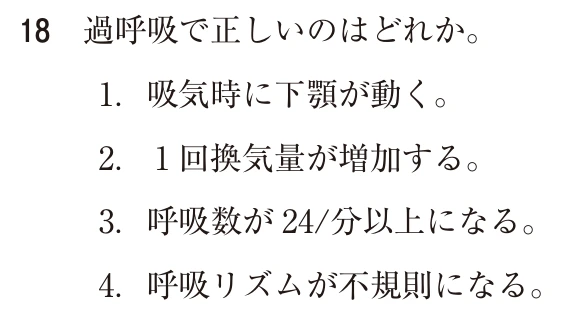 18 過呼吸で正しいのはどれか。
1. 吸気時に下顎が動く。
2. 1回換気量が増加する。
3. 呼吸数が24/分以上になる。
4. 呼吸リズムが不規則になる。